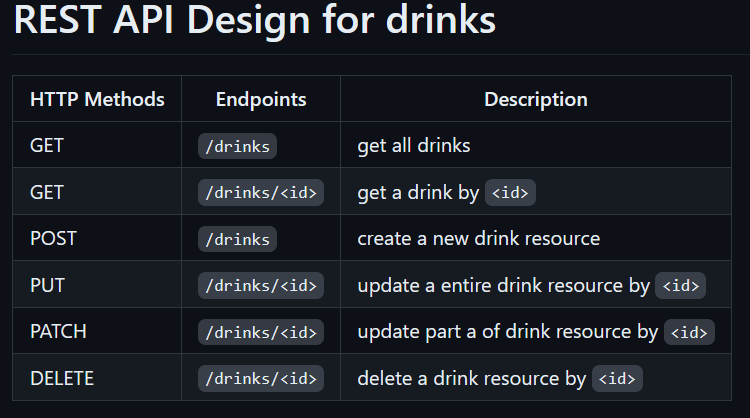 REST API Design for drinks
HTTP Methods Endpoints Description
GET /drinks get all drinks
GET /drinks/<id> get a drink by <id>
POST /drinks create a new drink resource
PUT /drinks/<id> update a entire drink resource by <id>
PATCH /drinks/<id> update part a of drink resource by <id>
DELETE /drinks/<id> delete a drink resource by <id>